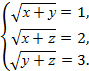 √(x + y) = 1,
√(x + z) = 2,
√(y + z) = 3.